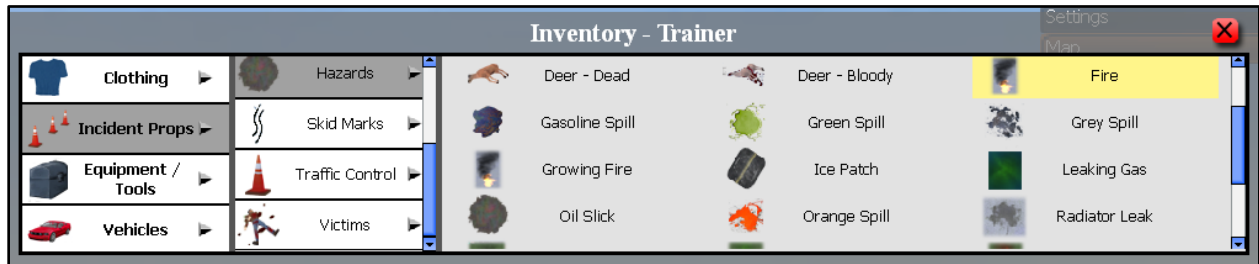 Settings
Inventory - Trainer
Map
Clothing
Incident Props
Equipment /
Tools
Vehicles
Hazards
Skid Marks
Traffic Control
Victims
Deer - Dead
Deer - Bloody
Fire
Gasoline Spill
Green Spill
Grey Spill
Growing Fire
Ice Patch
Leaking Gas
Oil Slick
Orange Spill
Radiator Leak